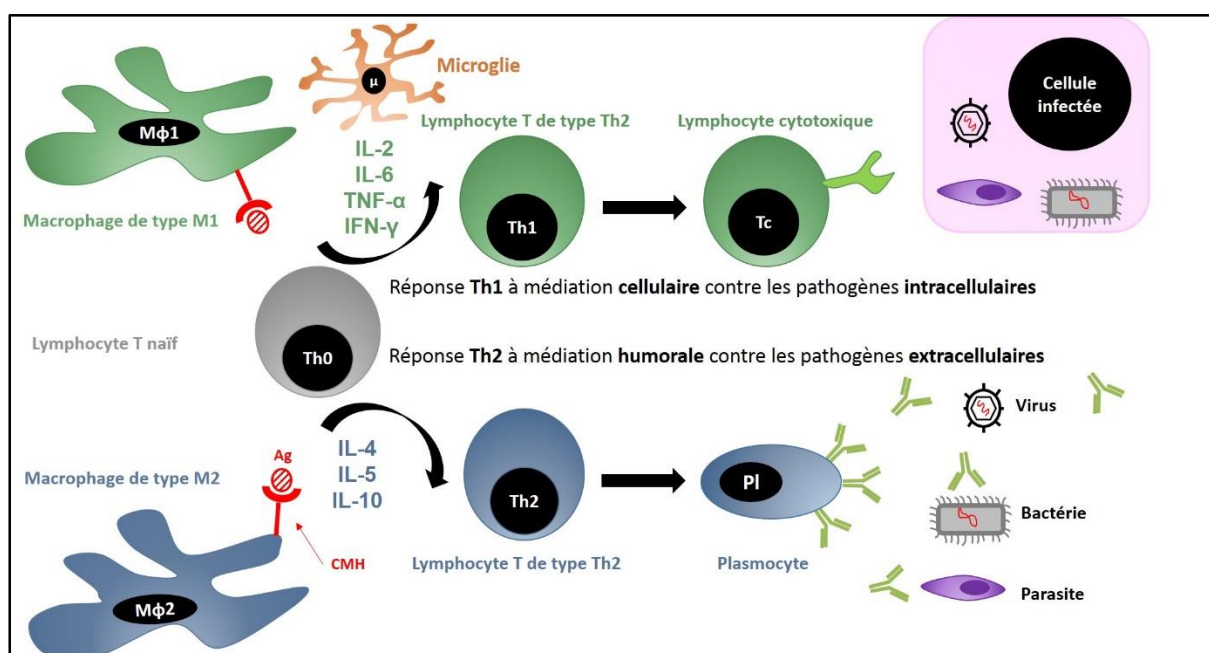 Microglie
μ
Mϕ1
Macrophage de type M1
IL-2
IL-6
TNF-α
IFN-γ
Lymphocyte T de type Th2
Th1
Lymphocyte cytotoxique
Tc
Cellule
infectée
Réponse Th1 à médiation cellulaire contre les pathogènes intracellulaires
Lymphocyte T naïf
Th0
Réponse Th2 à médiation humorale contre les pathogènes extracellulaires
Macrophage de type M2
Ag
CMH
Mϕ2
IL-4
IL-5
IL-10
Th2
Lymphocyte T de type Th2
Pl
Plasmocyte
Virus
Bactérie
Parasite